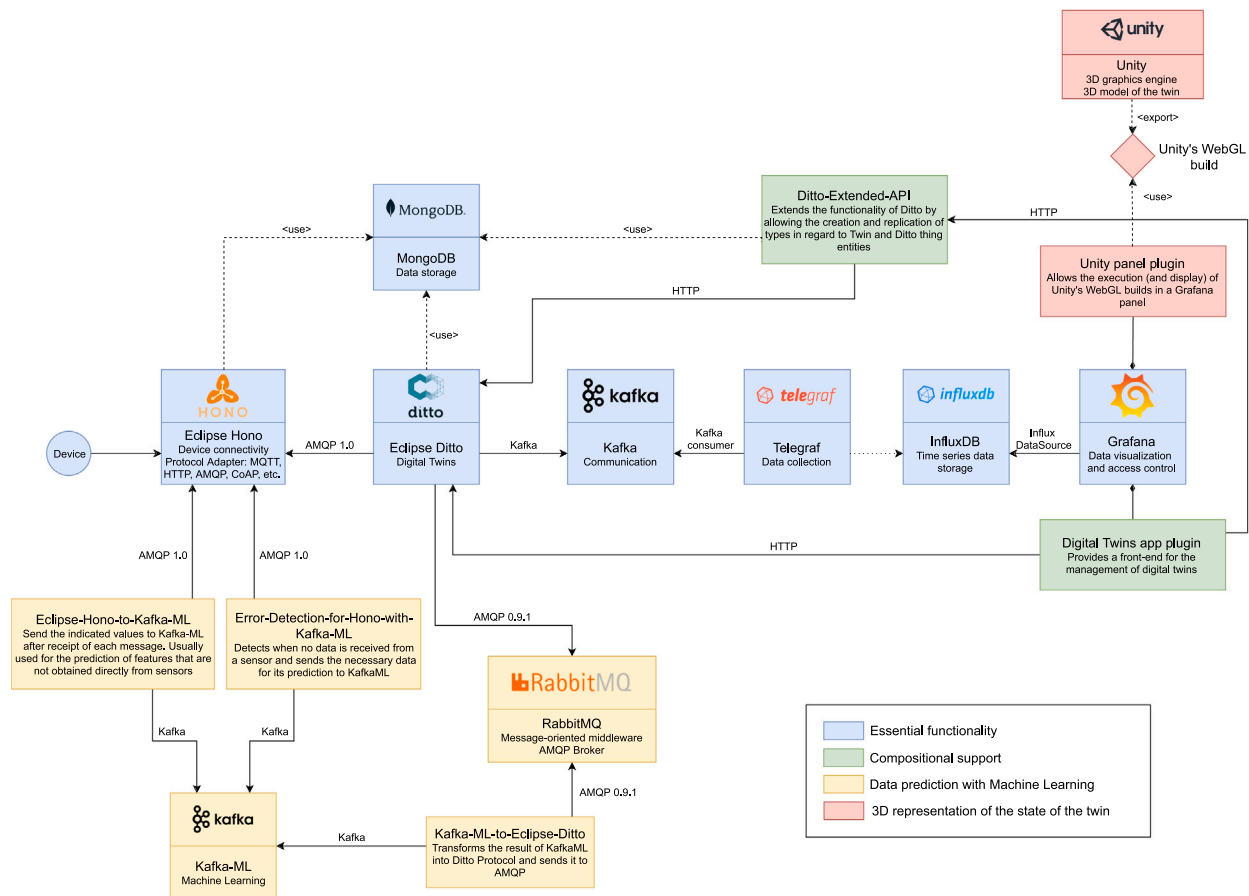 unity
Unity
3D graphics engine
3D model of the twin
<export>
Unity's WebGL
build
<use>
HTTP
Ditto-Extended-API
Extends the functionality of Ditto by
allowing the creation and replication of
types in regard to Twin and Ditto thing
entities
MongoDB.
MongoDB
Data storage
<use>
<use>
<use>
HTTP
Unity panel plugin
Allows the execution (and display) of
Unity's WebGL builds in a Grafana
panel
Device
HONO
Eclipse Hono
Device connectivity
Protocol Adapter: MQTT,
HTTP, AMQP, CoAP, etc.
AMQP 1.0
ditto
Eclipse Ditto
Digital Twins
Kafka
kafka
Kafka
Communication
Kafka
consumer
telegraf
Telegraf
Data collection
influxdb
InfluxDB
Time series data
storage
Influx
DataSource
Grafana
Data visualization
and access control
HTTP
Digital Twins app plugin
Provides a front-end for the
management of digital twins
AMQP 1.0
AMQP 1.0
Eclipse-Hono-to-Kafka-ML
Send the indicated values to Kafka-ML
after receipt of each message. Usually
used for the prediction of features that are
not obtained directly from sensors
Error-Detection-for-Hono-with-
Kafka-ML
Detects when no data is received from
a sensor and sends the necessary data
for its prediction to KafkaML
AMQP 0.9.1
RabbitMQ
RabbitMQ
Message-oriented middleware
AMQP Broker
Kafka
Kafka
AMQP 0.9.1
kafka
Kafka-ML
Machine Learning
Kafka
Kafka-ML-to-Eclipse-Ditto
Transforms the result of KafkaML
into Ditto Protocol and sends it to
AMQP
Essential functionality
Compositional support
Data prediction with Machine Learning
3D representation of the state of the twin